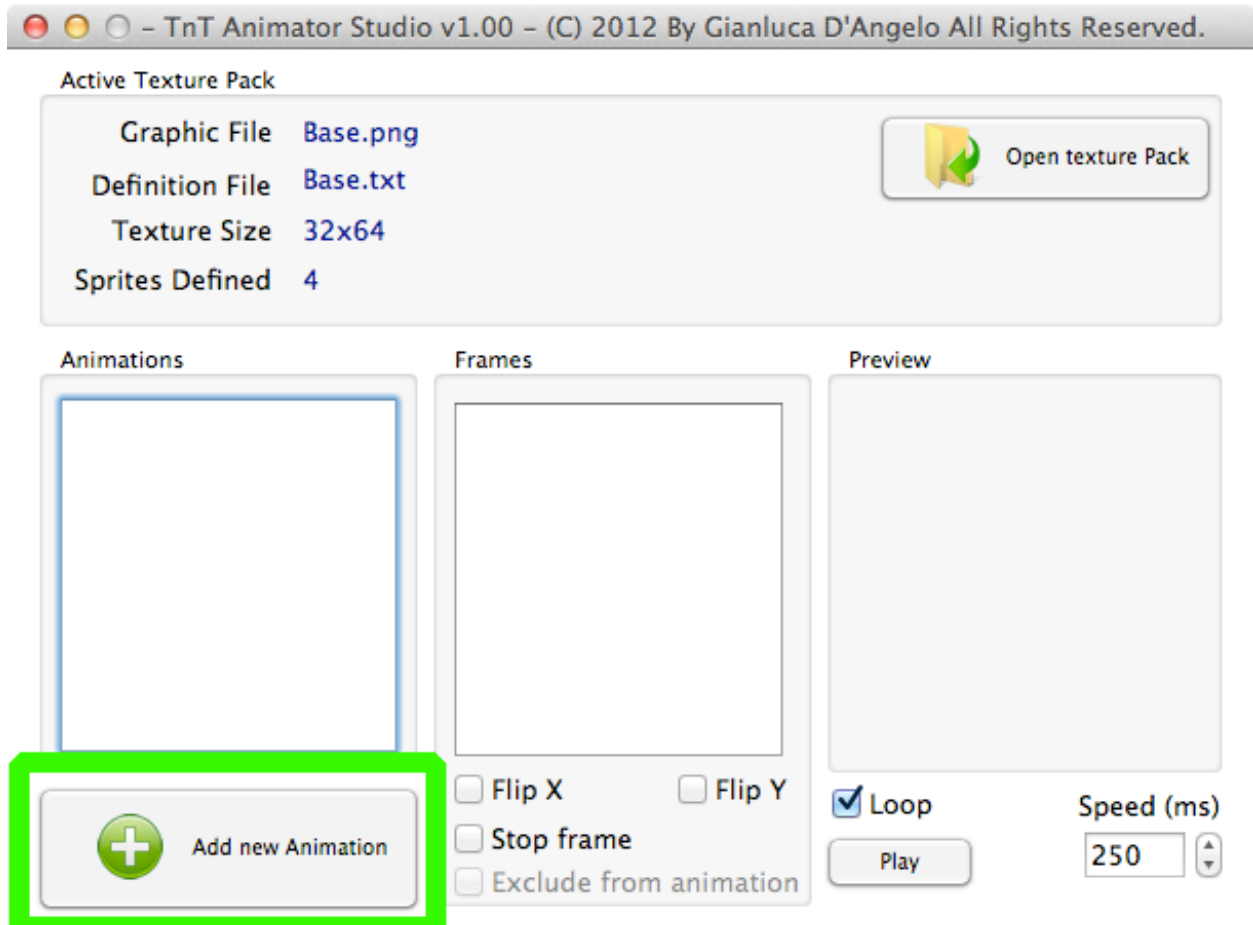 – TnT Animator Studio v1.00 – (C) 2012 By Gianluca D'Angelo All Rights Reserved.
Active Texture Pack
Graphic File Base.png
Open texture Pack
Definition File Base.txt
Texture Size 32x64
Sprites Defined 4
Animations Frames Preview
Flip X Flip Y
Loop Speed (ms)
Add new Animation
Stop frame
Play 250
Exclude from animation